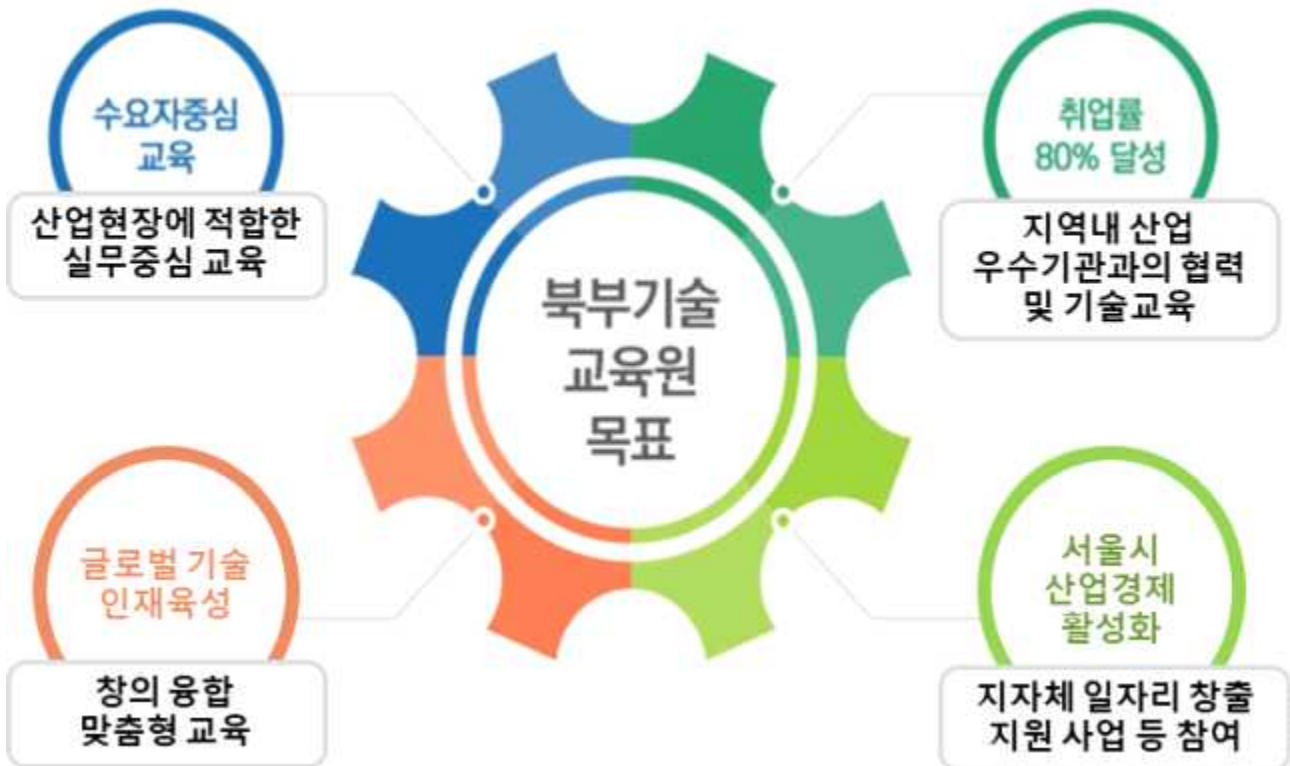 수요자중심
교육
산업현장에 적합한
실무중심 교육
취업률
80% 달성
지역내 산업
우수기관과의 협력
및 기술교육
북부기술
교육원
목표
글로벌 기술
인재육성
창의 융합
맞춤형 교육
서울시
산업경제
활성화
지자체 일자리 창출
지원 사업 등 참여